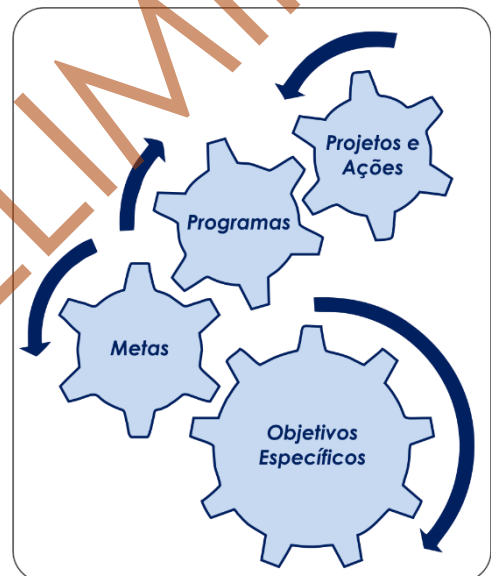 Projetos e
Ações
Programas
Metas
Objetivos
Específicos